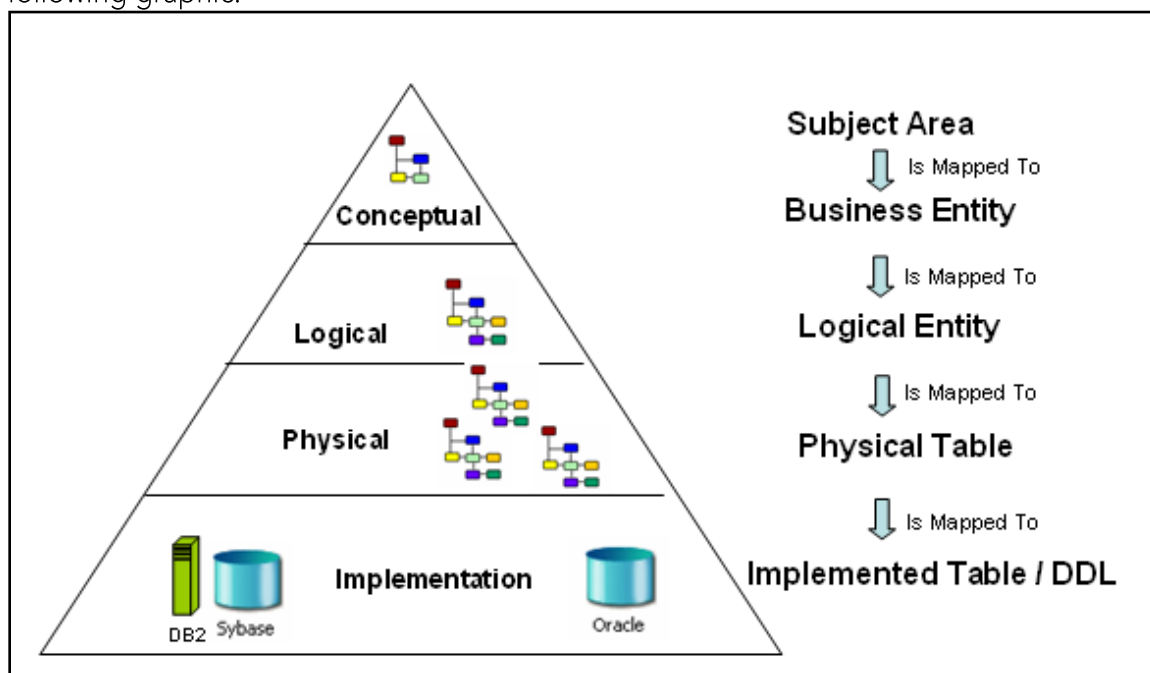 following graphic.
Subject Area
Is Mapped To
Conceptual
Business Entity
Is Mapped To
Logical
Logical Entity
Is Mapped To
Physical
Physical Table
Is Mapped To
Implementation
Implemented Table / DDL
DB2
Sybase
Oracle